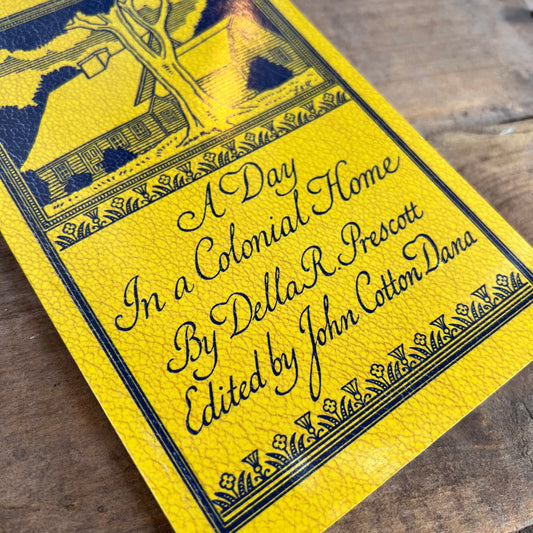 A Day
In a Colonial Home
By Della R. Prescott
Edited by John Cotton Dana